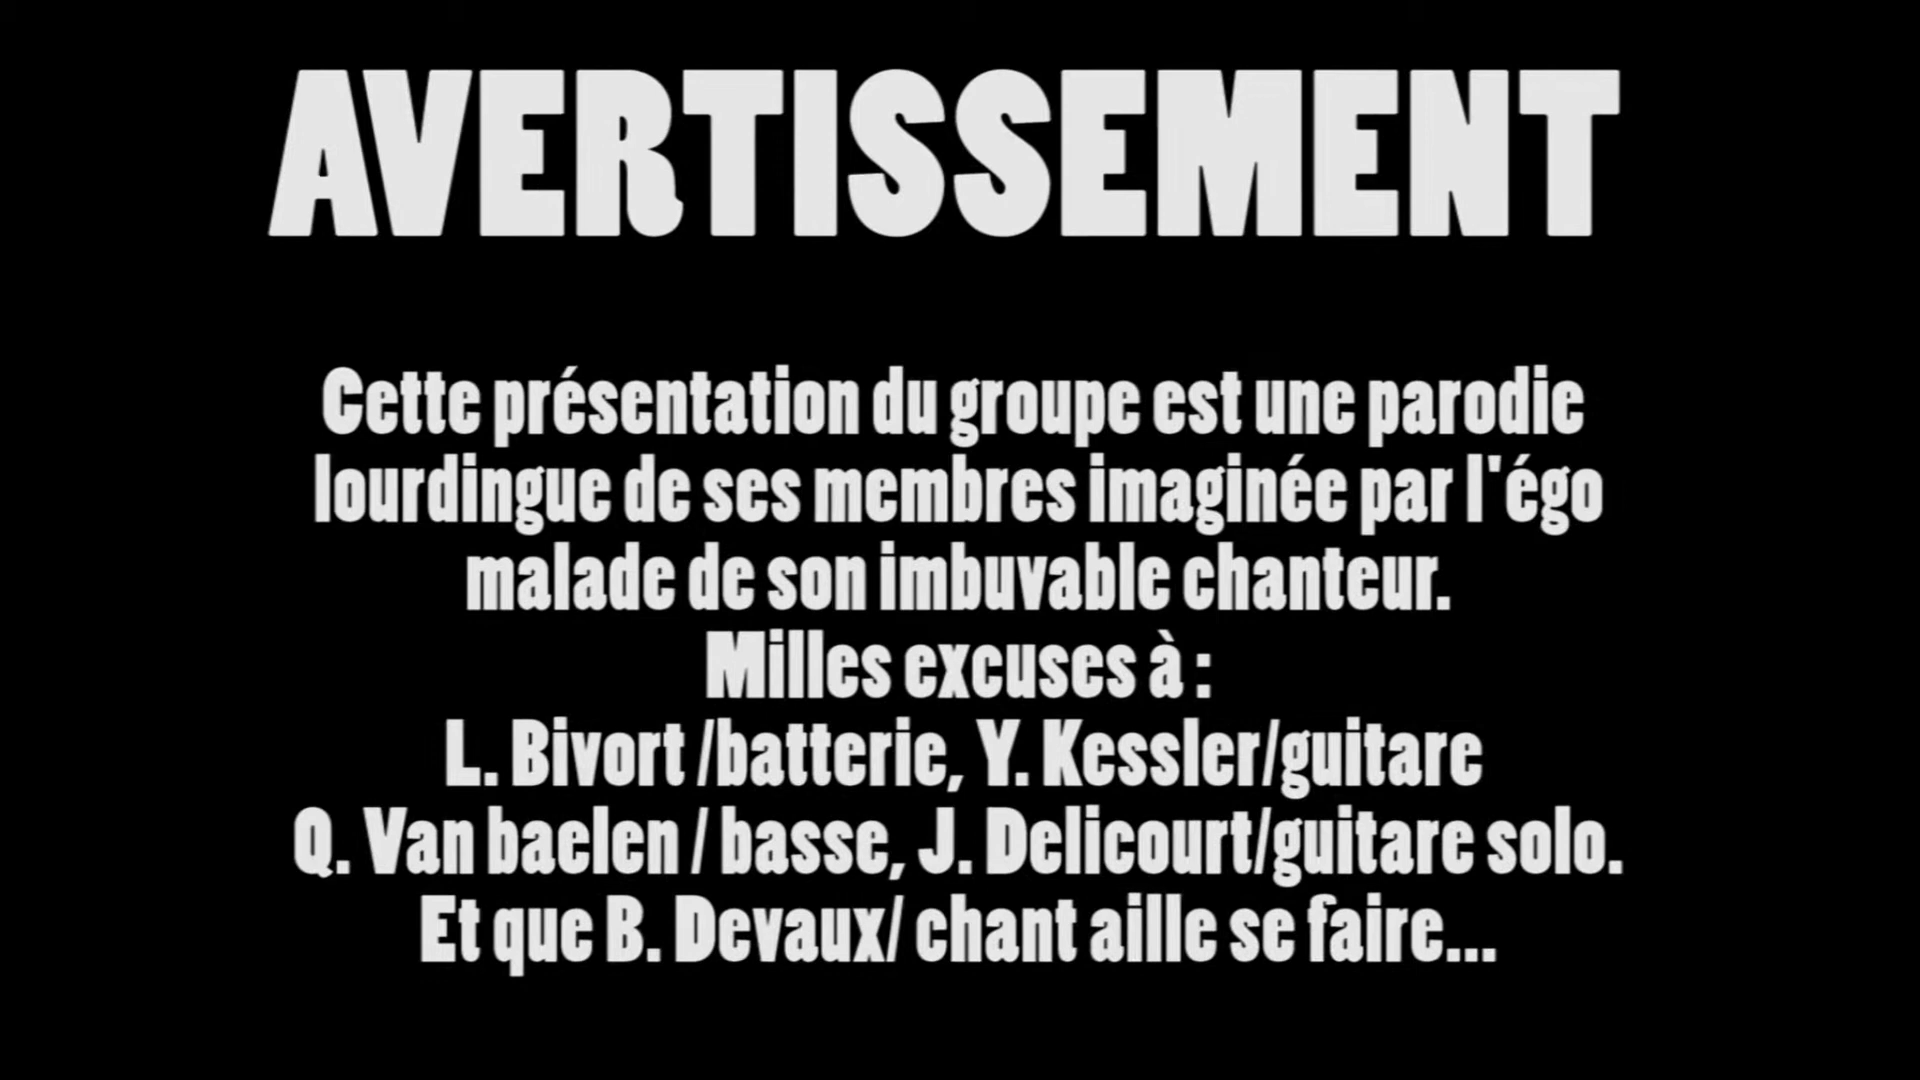 AVERTISSEMENT
Cette présentation du groupe est une parodie
lourdingue de ses membres imaginée par l'égo
malade de son imbuvable chanteur.
Milles excuses à :
L. Bivort /batterie, Y. Kessler/guitare
Q. Van baelen / basse, J. Delicourt/guitare solo.
Et que B. Devaux/ chant aille se faire...